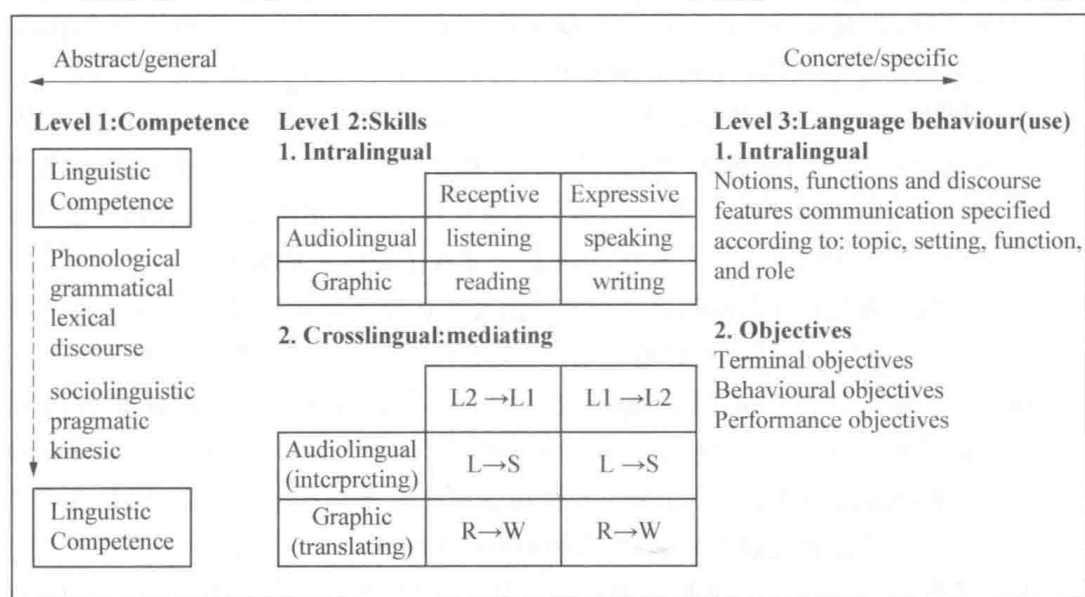 Abstract/general
Concrete/specific
Level 1:Competence
Linguistic
Competence
Phonological
grammatical
lexical
discourse
sociolinguistic
pragmatic
kinesic
Linguistic
Competence
Leve1 2:Skills
1. Intralingual
Receptive Expressive
Audiolingual listening speaking
Graphic reading writing
2. Crosslingual:mediating
L2→L1 L1→L2
Audiolingual
(interpreting) L→S L→S
Graphic
(translating) R→W R→W
Level 3:Language behaviour(use)
1. Intralingual
Notions, functions and discourse
features communication specified
according to: topic, setting, function,
and role
2. Objectives
Terminal objectives
Behavioural objectives
Performance objectives